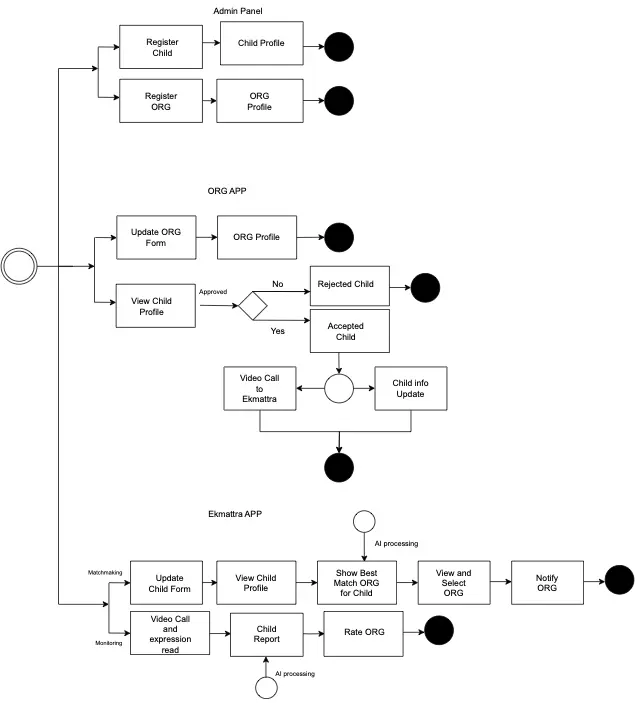 Admin Panel
Register
Child
Child Profile
Register
ORG
ORG
Profile
ORG APP
Update ORG
Form
ORG Profile
View Child
Profile
Approved
No
Rejected Child
Yes
Accepted
Child
Video Call
to
Ekmattra
Child info
Update
Ekmattra APP
AI processing
Matchmaking
Update
Child Form
View Child
Profile
Show Best
Match ORG
for Child
View and
Select
ORG
Notify
ORG
Monitoring
Video Call
and
expression
read
Child
Report
Rate ORG
AI processing